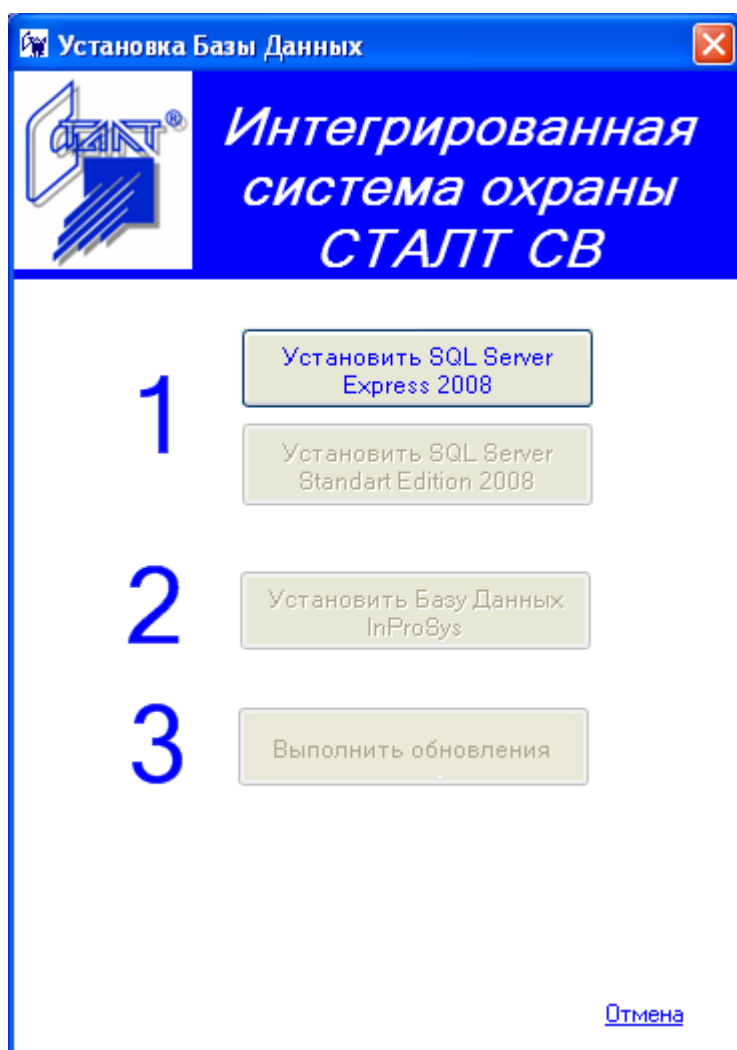 Установка Базы Данных
СТАЛТ®
Интегрированная
система охраны
СТАЛТ СВ
1
Установить SQL Server
Express 2008
Установить SQL Server
Standart Edition 2008
2
Установить Базу Данных
InProSys
3
Выполнить обновления
Отмена